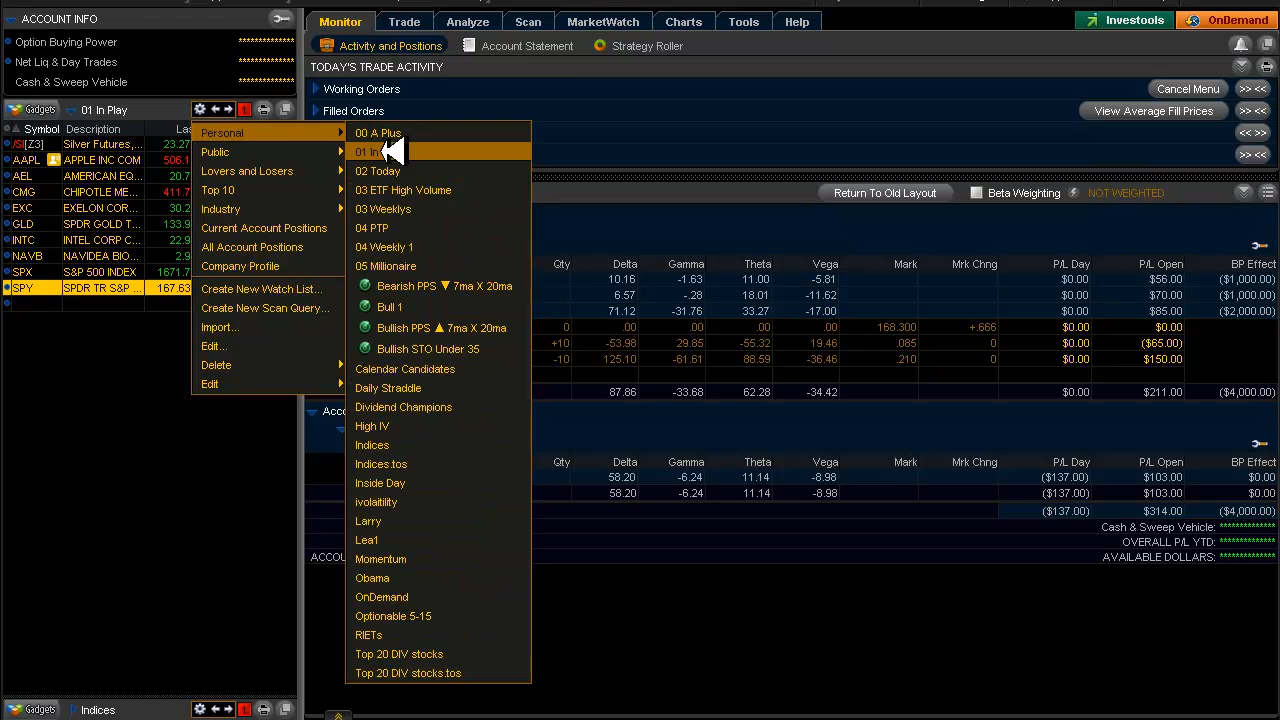 ACCOUNT INFO
Option Buying Power **************
Net Liq & Day Trades **************
Cash & Sweep Vehicle **************
Gadgets 01 In Play 1
Symbol Description Las
/SI[Z3] Silver Futures,... 23.27
AAPL APPLE INC COM 506.1
AEL AMERICAN EQ... 20.7
CMG CHIPOTLE ME... 411.7
EXC EXELON COR... 30.2
GLD SPDR GOLD T...
INTC INTEL CORP C... 22.9
NAVB NAVIDEA BIO...
SPX S&P 500 INDEX 1671.7
SPY SPDR TR S&P ... 167.63
Gadgets Indices 1
Personal
Public
Lovers and Losers
Top 10
Industry
Current Account Positions
All Account Positions
Company Profile
Create New Watch List...
Create New Scan Query...
Import...
Edit...
Delete
Edit
00 A Plus
01 In
02 Today
03 ETF High Volume
03 Weeklys
04 PTP
04 Weekly 1
05 Millionaire
Bearish PPS ▼ 7ma X 20ma
Bull 1
Bullish PPS ▲ 7ma X 20ma
Bullish STO Under 35
Calendar Candidates
Daily Straddle
Dividend Champions
High IV
Indices
Indices.tos
Inside Day
ivolaitility
Larry
Lea1
Momentum
Obama
OnDemand
Optionable 5-15
RIETs
Top 20 DIV stocks
Top 20 DIV stocks.tos
Monitor Trade Analyze Scan MarketWatch Charts Tools Help Investools OnDemand
Activity and Positions Account Statement Strategy Roller
TODAY'S TRADE ACTIVITY
Working Orders Cancel Menu >> <<
Filled Orders View Average Fill Prices >> <<
>> <<
>> <<
Return To Old Layout Beta Weighting NOT WEIGHTED
Qty Delta Gamma Theta Vega Mark Mrk Chng P/L Day P/L Open BP Effect
10.16 -1.63 11.00 -5.81 $0.00 $56.00 ($1,000.00)
6.57 -.28 18.01 -11.62 $0.00 $70.00 ($1,000.00)
71.12 -31.76 33.27 -17.00 $0.00 $85.00 ($2,000.00)
0 .00 .00 .00 .00 168.300 +.666 $0.00 $0.00
+10 -53.98 29.85 -55.32 19.46 .085 0 $0.00 ($65.00)
-10 125.10 -61.61 88.59 -36.46 .210 0 $0.00 $150.00
87.86 -33.68 62.28 -34.42 $0.00 $211.00 ($4,000.00)
Acco
Qty Delta Gamma Theta Vega Mark Mrk Chng P/L Day P/L Open BP Effect
58.20 -6.24 11.14 -8.98 ($137.00) $103.00 $0.00
58.20 -6.24 11.14 -8.98 ($137.00) $103.00 $0.00
($137.00) $314.00 ($4,000.00)
Cash & Sweep Vehicle: **************
OVERALL P/L YTD: **************
ACCOU AVAILABLE DOLLARS: **************